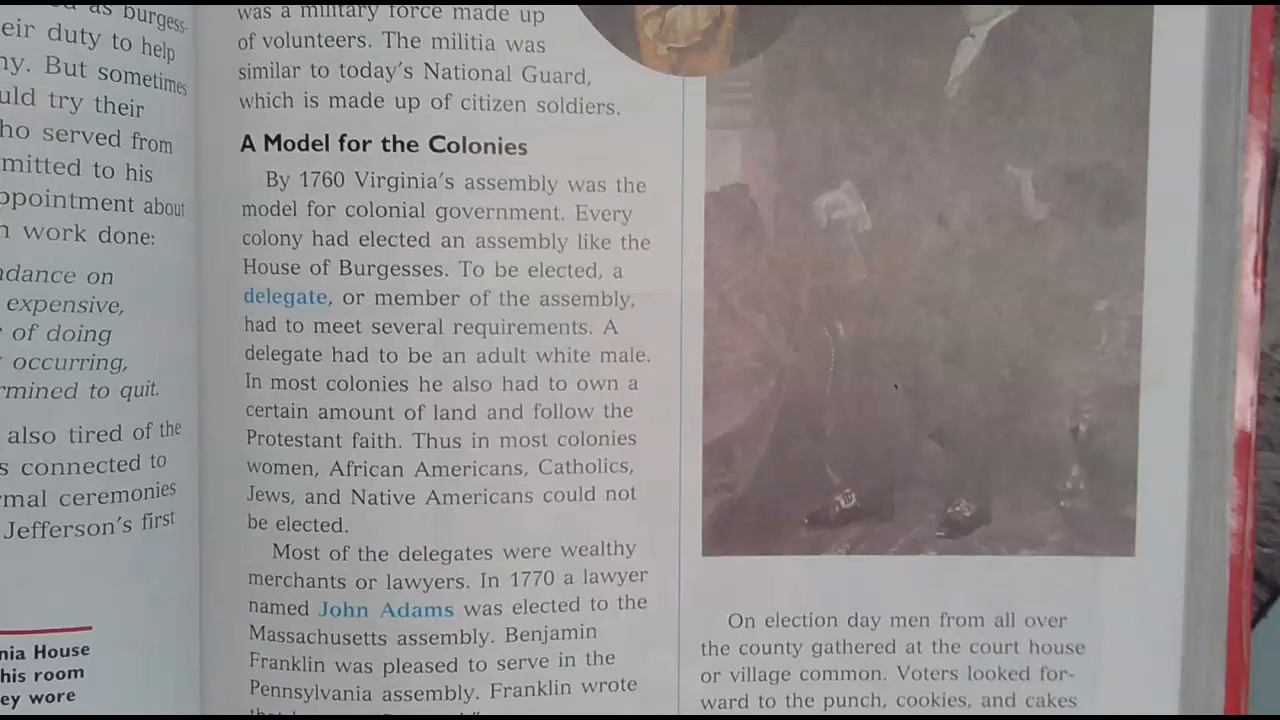 as burgess-
eir duty to help
ny. But sometimes
uld try their
ho served from
mitted to his
ppointment about
n work done:
ndance on
expensive,
of doing
occurring,
rmined to quit.
also tired of the
s connected to
rmal ceremonies
Jefferson's first
nia House
his room
ey wore
was a military force made up
of volunteers. The militia was
similar to today's National Guard,
which is made up of citizen soldiers.
A Model for the Colonies
By 1760 Virginia's assembly was the
model for colonial government. Every
colony had elected an assembly like the
House of Burgesses. To be elected, a
delegate, or member of the assembly,
had to meet several requirements. A
delegate had to be an adult white male.
In most colonies he also had to own a
certain amount of land and follow the
Protestant faith. Thus in most colonies
women, African Americans, Catholics,
Jews, and Native Americans could not
be elected.
Most of the delegates were wealthy
merchants or lawyers. In 1770 a lawyer
named John Adams was elected to the
Massachusetts assembly. Benjamin
Franklin was pleased to serve in the
Pennsylvania assembly. Franklin wrote
On election day men from all over
the county gathered at the court house
or village common. Voters looked for-
ward to the punch, cookies, and cakes